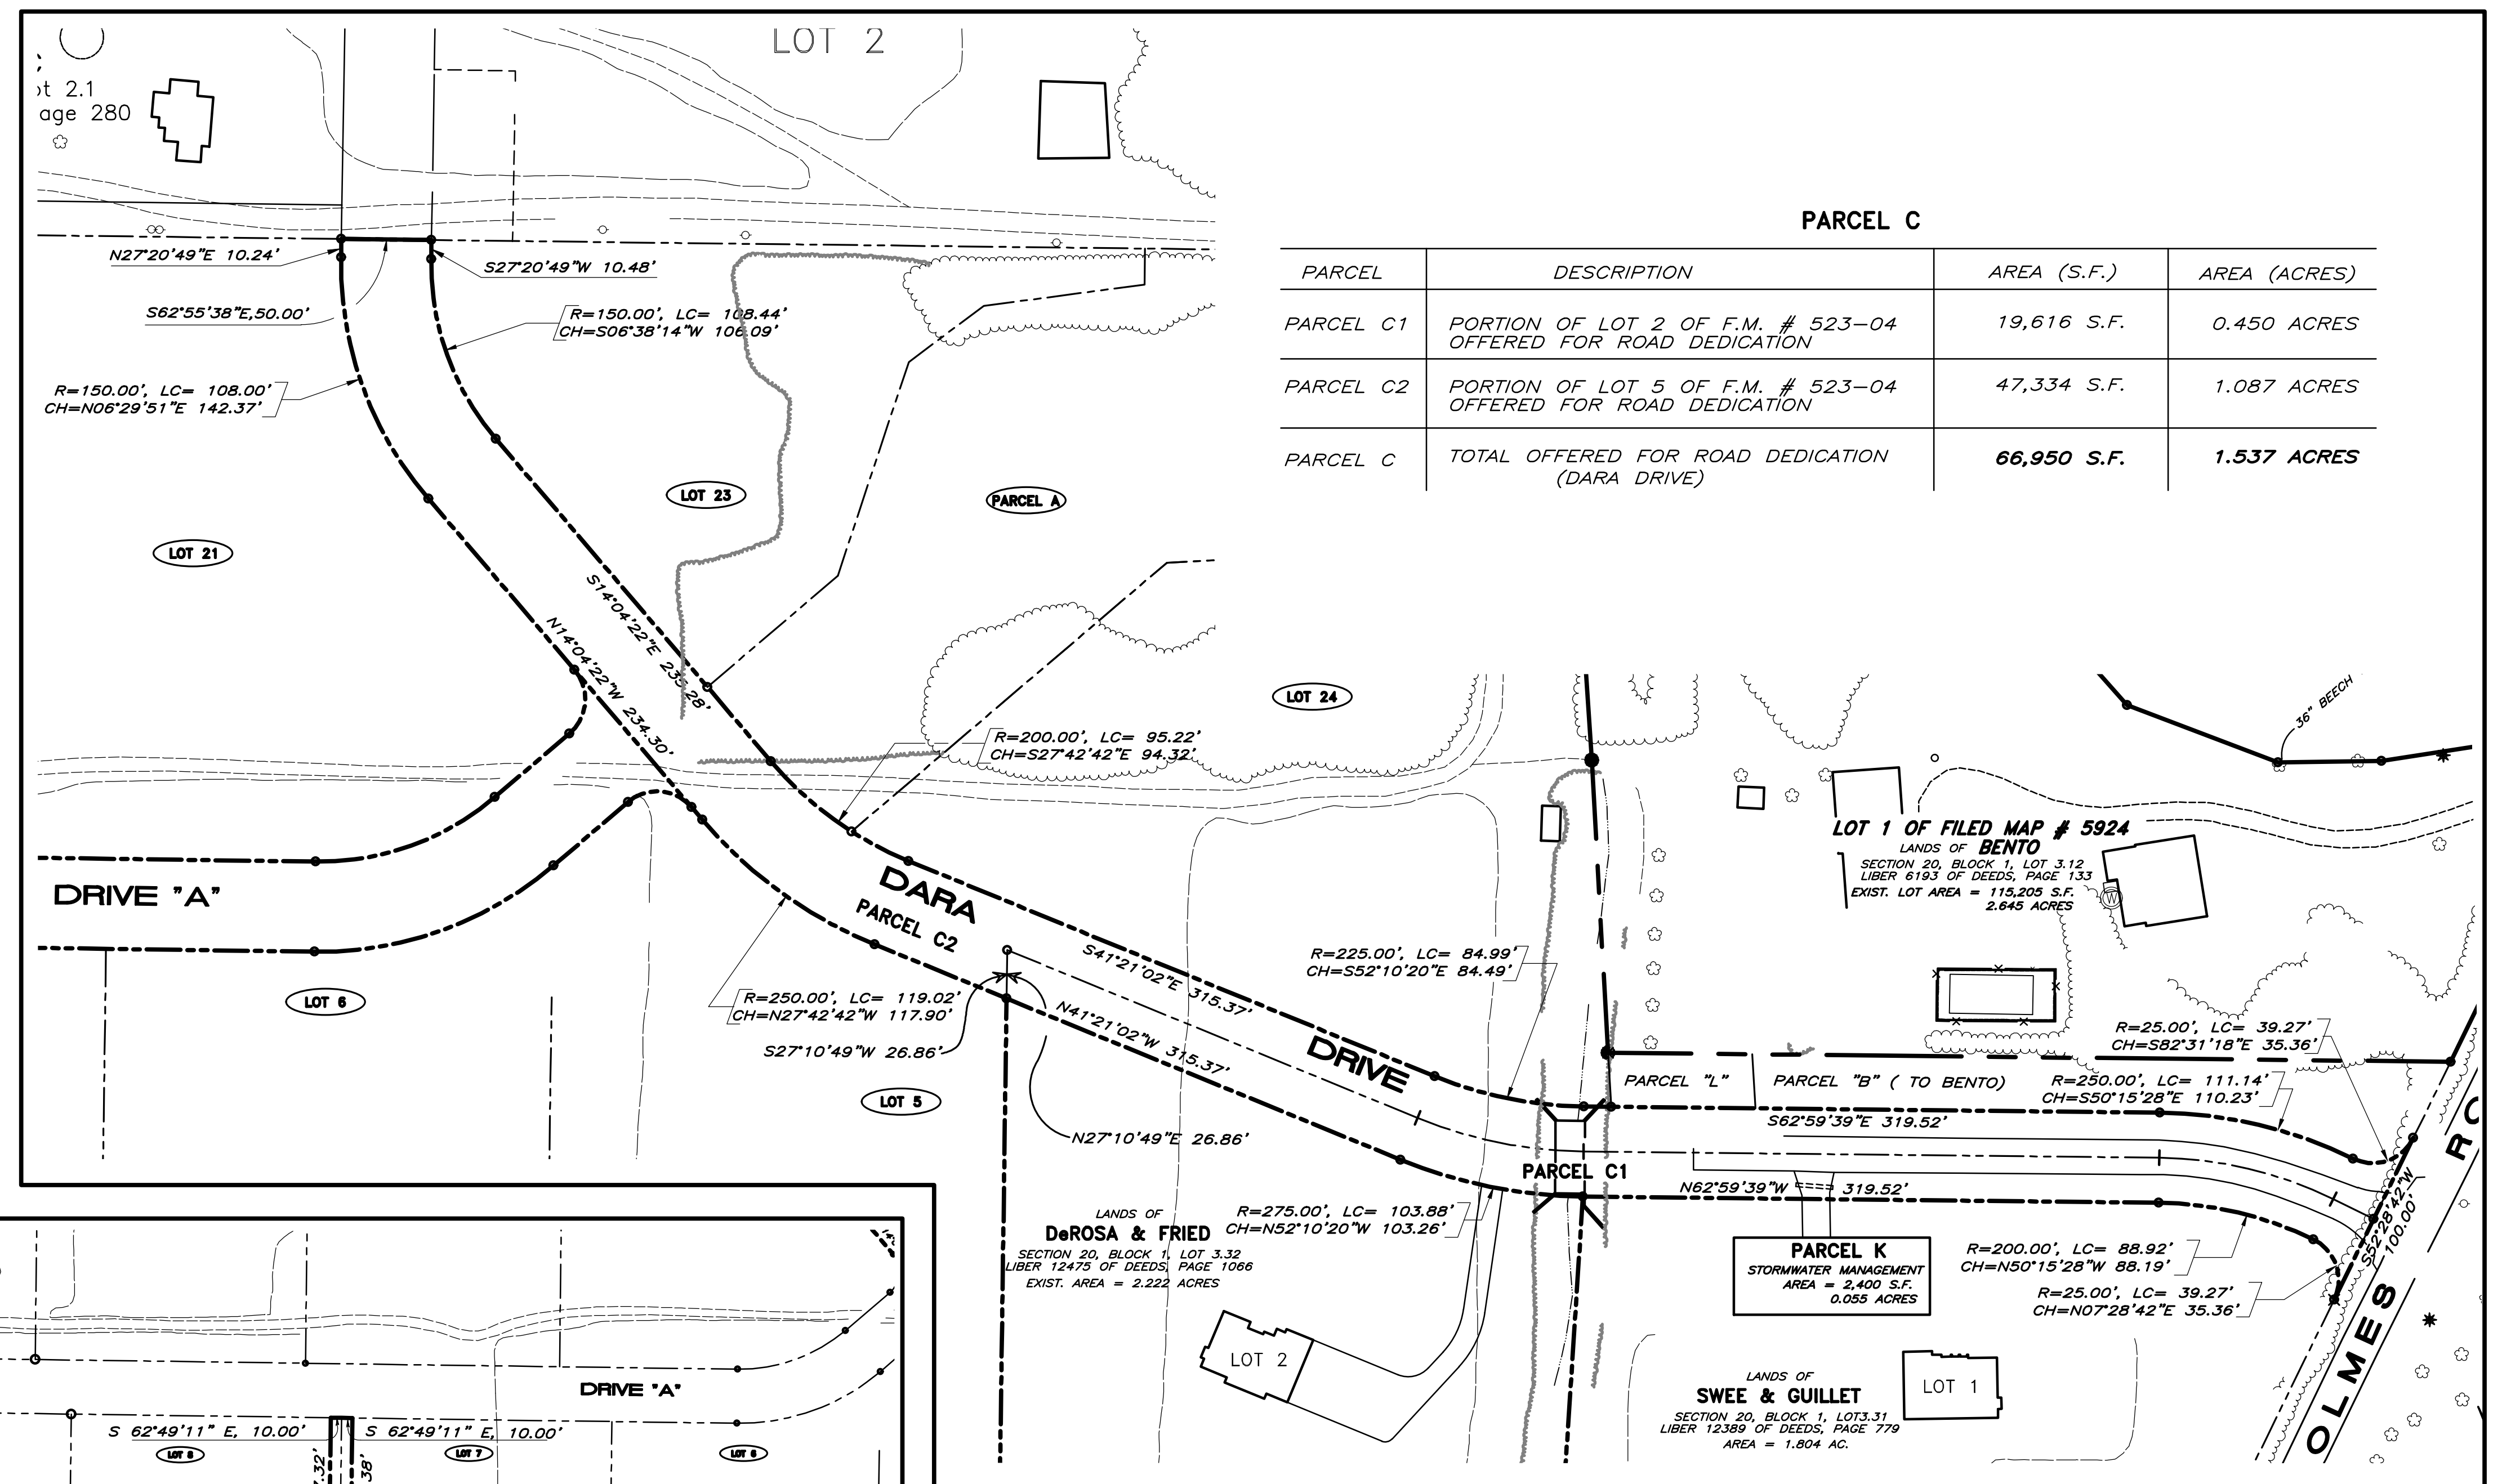 LOT 2
ot 2.1
age 280
N27°20'49"E 10.24'
S27°20'49"W 10.48'
S62°55'38"E,50.00'
R=150.00', LC= 108.44'
CH=S06°38'14"W 106.09'
R=150.00', LC= 108.00'
CH=N06°29'51"E 142.37'
PARCEL C
PARCEL DESCRIPTION AREA (S.F.) AREA (ACRES)
PARCEL C1 PORTION OF LOT 2 OF F.M. # 523-04 19,616 S.F. 0.450 ACRES
OFFERED FOR ROAD DEDICATION
PARCEL C2 PORTION OF LOT 5 OF F.M. # 523-04 47,334 S.F. 1.087 ACRES
OFFERED FOR ROAD DEDICATION
PARCEL C TOTAL OFFERED FOR ROAD DEDICATION 66,950 S.F. 1.537 ACRES
(DARA DRIVE)
LOT 23
PARCEL A
LOT 21
S14°04'22"E 235.28'
N14°04'22"W 234.30'
LOT 24
R=200.00', LC= 95.22'
CH=S27°42'42"E 94.32'
36" BEECH
LOT 1 OF FILED MAP # 5924
LANDS OF BENTO
SECTION 20, BLOCK 1, LOT 3.12
LIBER 6193 OF DEEDS, PAGE 133
EXIST. LOT AREA = 115,205 S.F.
2.645 ACRES
W
DRIVE "A"
DARA
PARCEL C2
S41°21'02"E 315.37'
R=225.00', LC= 84.99'
CH=S52°10'20"E 84.49'
LOT 6
R=250.00', LC= 119.02'
CH=N27°42'42"W 117.90'
N41°21'02"W 315.37'
S27°10'49"W 26.86'
DRIVE
R=25.00', LC= 39.27'
CH=S82°31'18"E 35.36'
PARCEL "L"
PARCEL "B" ( TO BENTO)
R=250.00', LC= 111.14'
CH=S50°15'28"E 110.23'
LOT 5
S62°59'39"E 319.52'
N27°10'49"E 26.86'
PARCEL C1
N62°59'39"W 319.52'
S52°28'42"W
100.00'
LANDS OF
DeROSA & FRIED
SECTION 20, BLOCK 1, LOT 3.32
LIBER 12475 OF DEEDS, PAGE 1066
EXIST. AREA = 2.222 ACRES
R=275.00', LC= 103.88'
CH=N52°10'20"W 103.26'
PARCEL K
STORMWATER MANAGEMENT
AREA = 2,400 S.F.
0.055 ACRES
R=200.00', LC= 88.92'
CH=N50°15'28"W 88.19'
R=25.00', LC= 39.27'
CH=N07°28'42"E 35.36'
OLMES RO
LOT 2
LANDS OF
SWEE & GUILLET
SECTION 20, BLOCK 1, LOT3.31
LIBER 12389 OF DEEDS, PAGE 779
AREA = 1.804 AC.
LOT 1
DRIVE "A"
S 62°49'11" E, 10.00'
S 62°49'11" E, 10.00'
LOT 8
LOT 7
LOT 6
.32'
38'